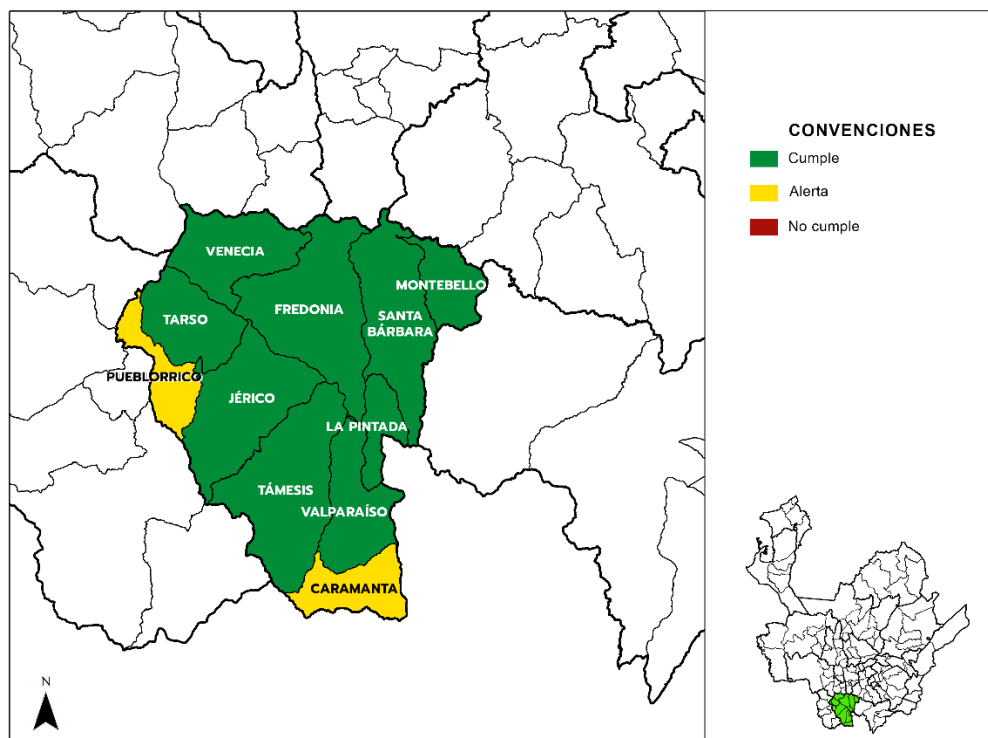 CONVENCIONES
Cumple
Alerta
No cumple
VENECIA
MONTEBELLO
FREDONIA
TARSO
SANTA
BÁRBARA
PUEBLORRICO
JÉRICO
LA PINTADA
TÁMESIS
VALPARAÍSO
CARAMANTA
N